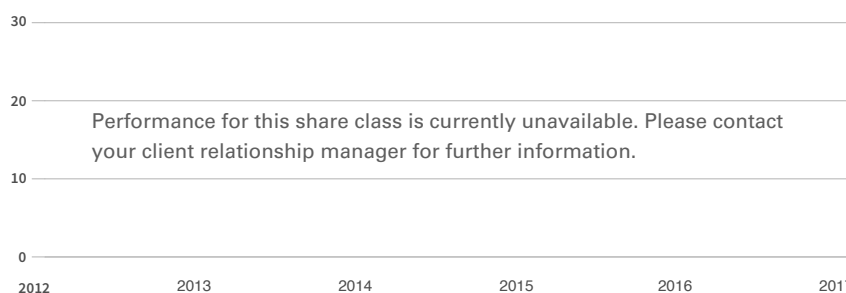 30
20
Performance for this share class is currently unavailable. Please contact
your client relationship manager for further information.
10
0
2012 2013 2014 2015 2016 2017